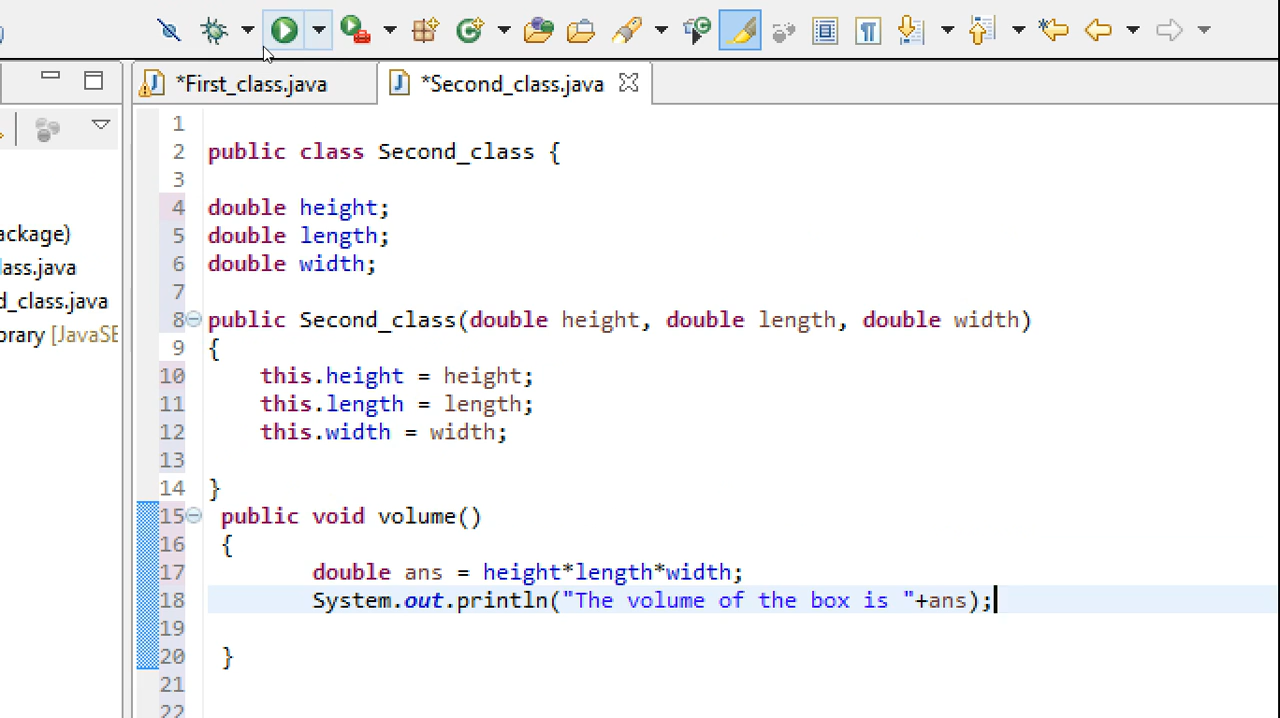 *First_class.java *Second_class.java
1
2 public class Second_class {
3
4 double height;
ackage)
5 double length;
6 double width;
lass.java
7
d_class.java
8 public Second_class(double height, double length, double width)
brary [JavaSE
9 {
10 this.height = height;
11 this.length = length;
12 this.width = width;
13
14 }
15 public void volume()
16 {
17 double ans = height*length*width;
18 System.out.println("The volume of the box is "+ans);
19
20 }
21
22